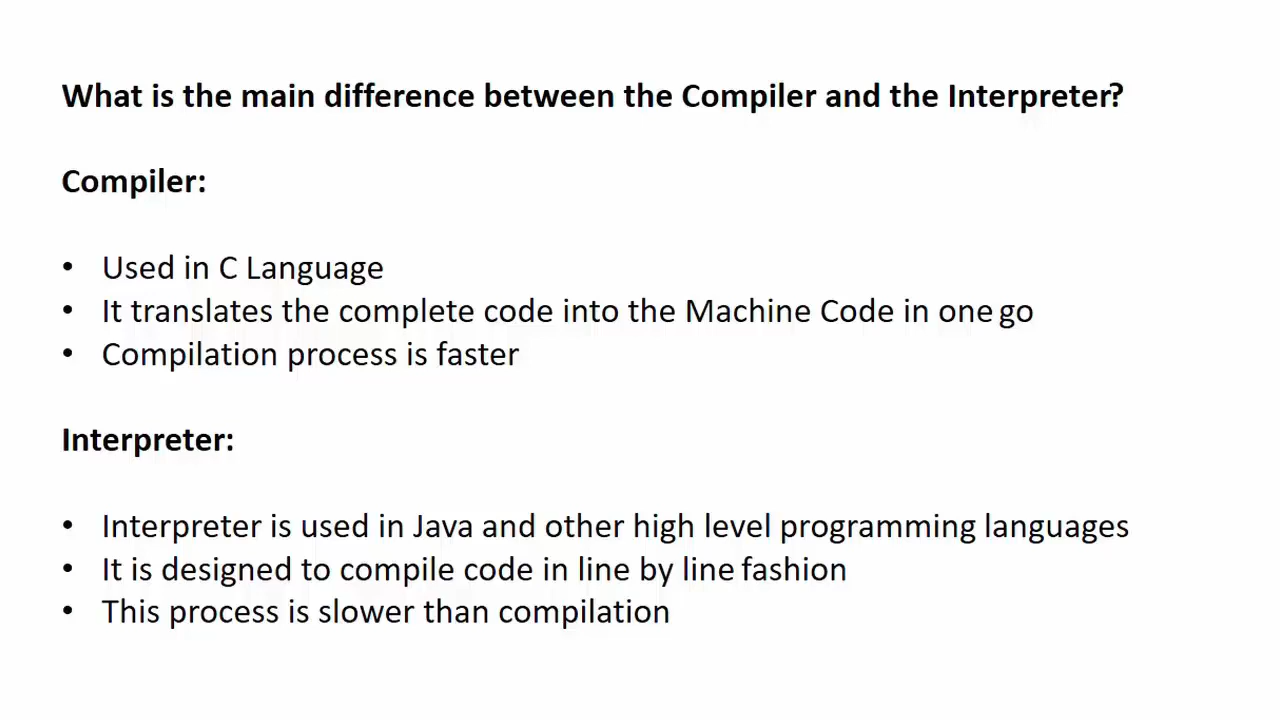 What is the main difference between the Compiler and the Interpreter?
Compiler:
• Used in C Language
• It translates the complete code into the Machine Code in one go
• Compilation process is faster
Interpreter:
• Interpreter is used in Java and other high level programming languages
• It is designed to compile code in line by line fashion
• This process is slower than compilation